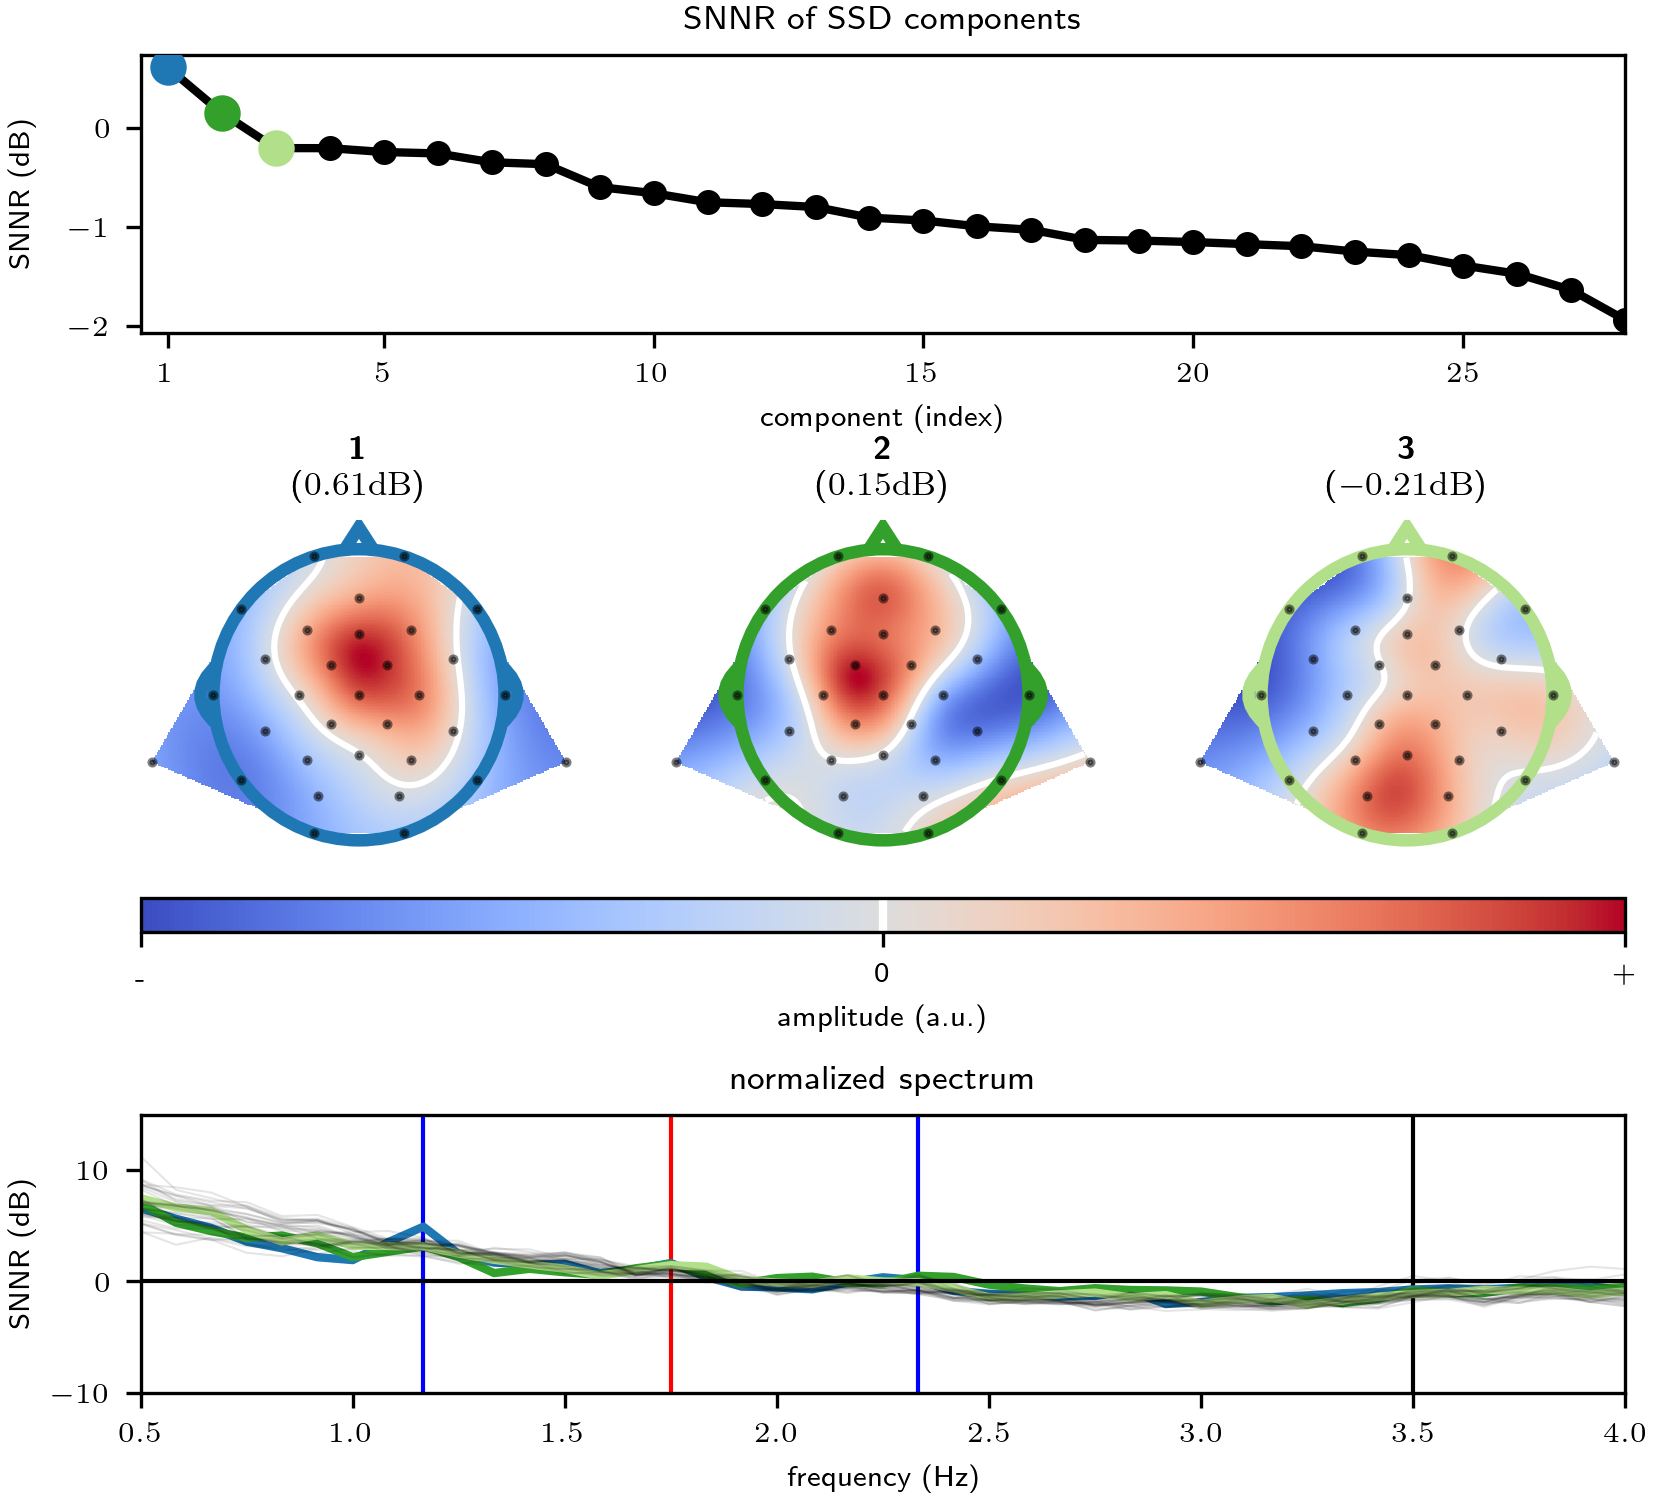 SNNR of SSD components
SNNR (dB)
0
−1
−2
1 5 10 15 20 25
component (index)
1 2 3
(0.61dB) (0.15dB) (−0.21dB)
- 0 +
amplitude (a.u.)
normalized spectrum
SNNR (dB)
10
0
−10
0.5 1.0 1.5 2.0 2.5 3.0 3.5 4.0
frequency (Hz)